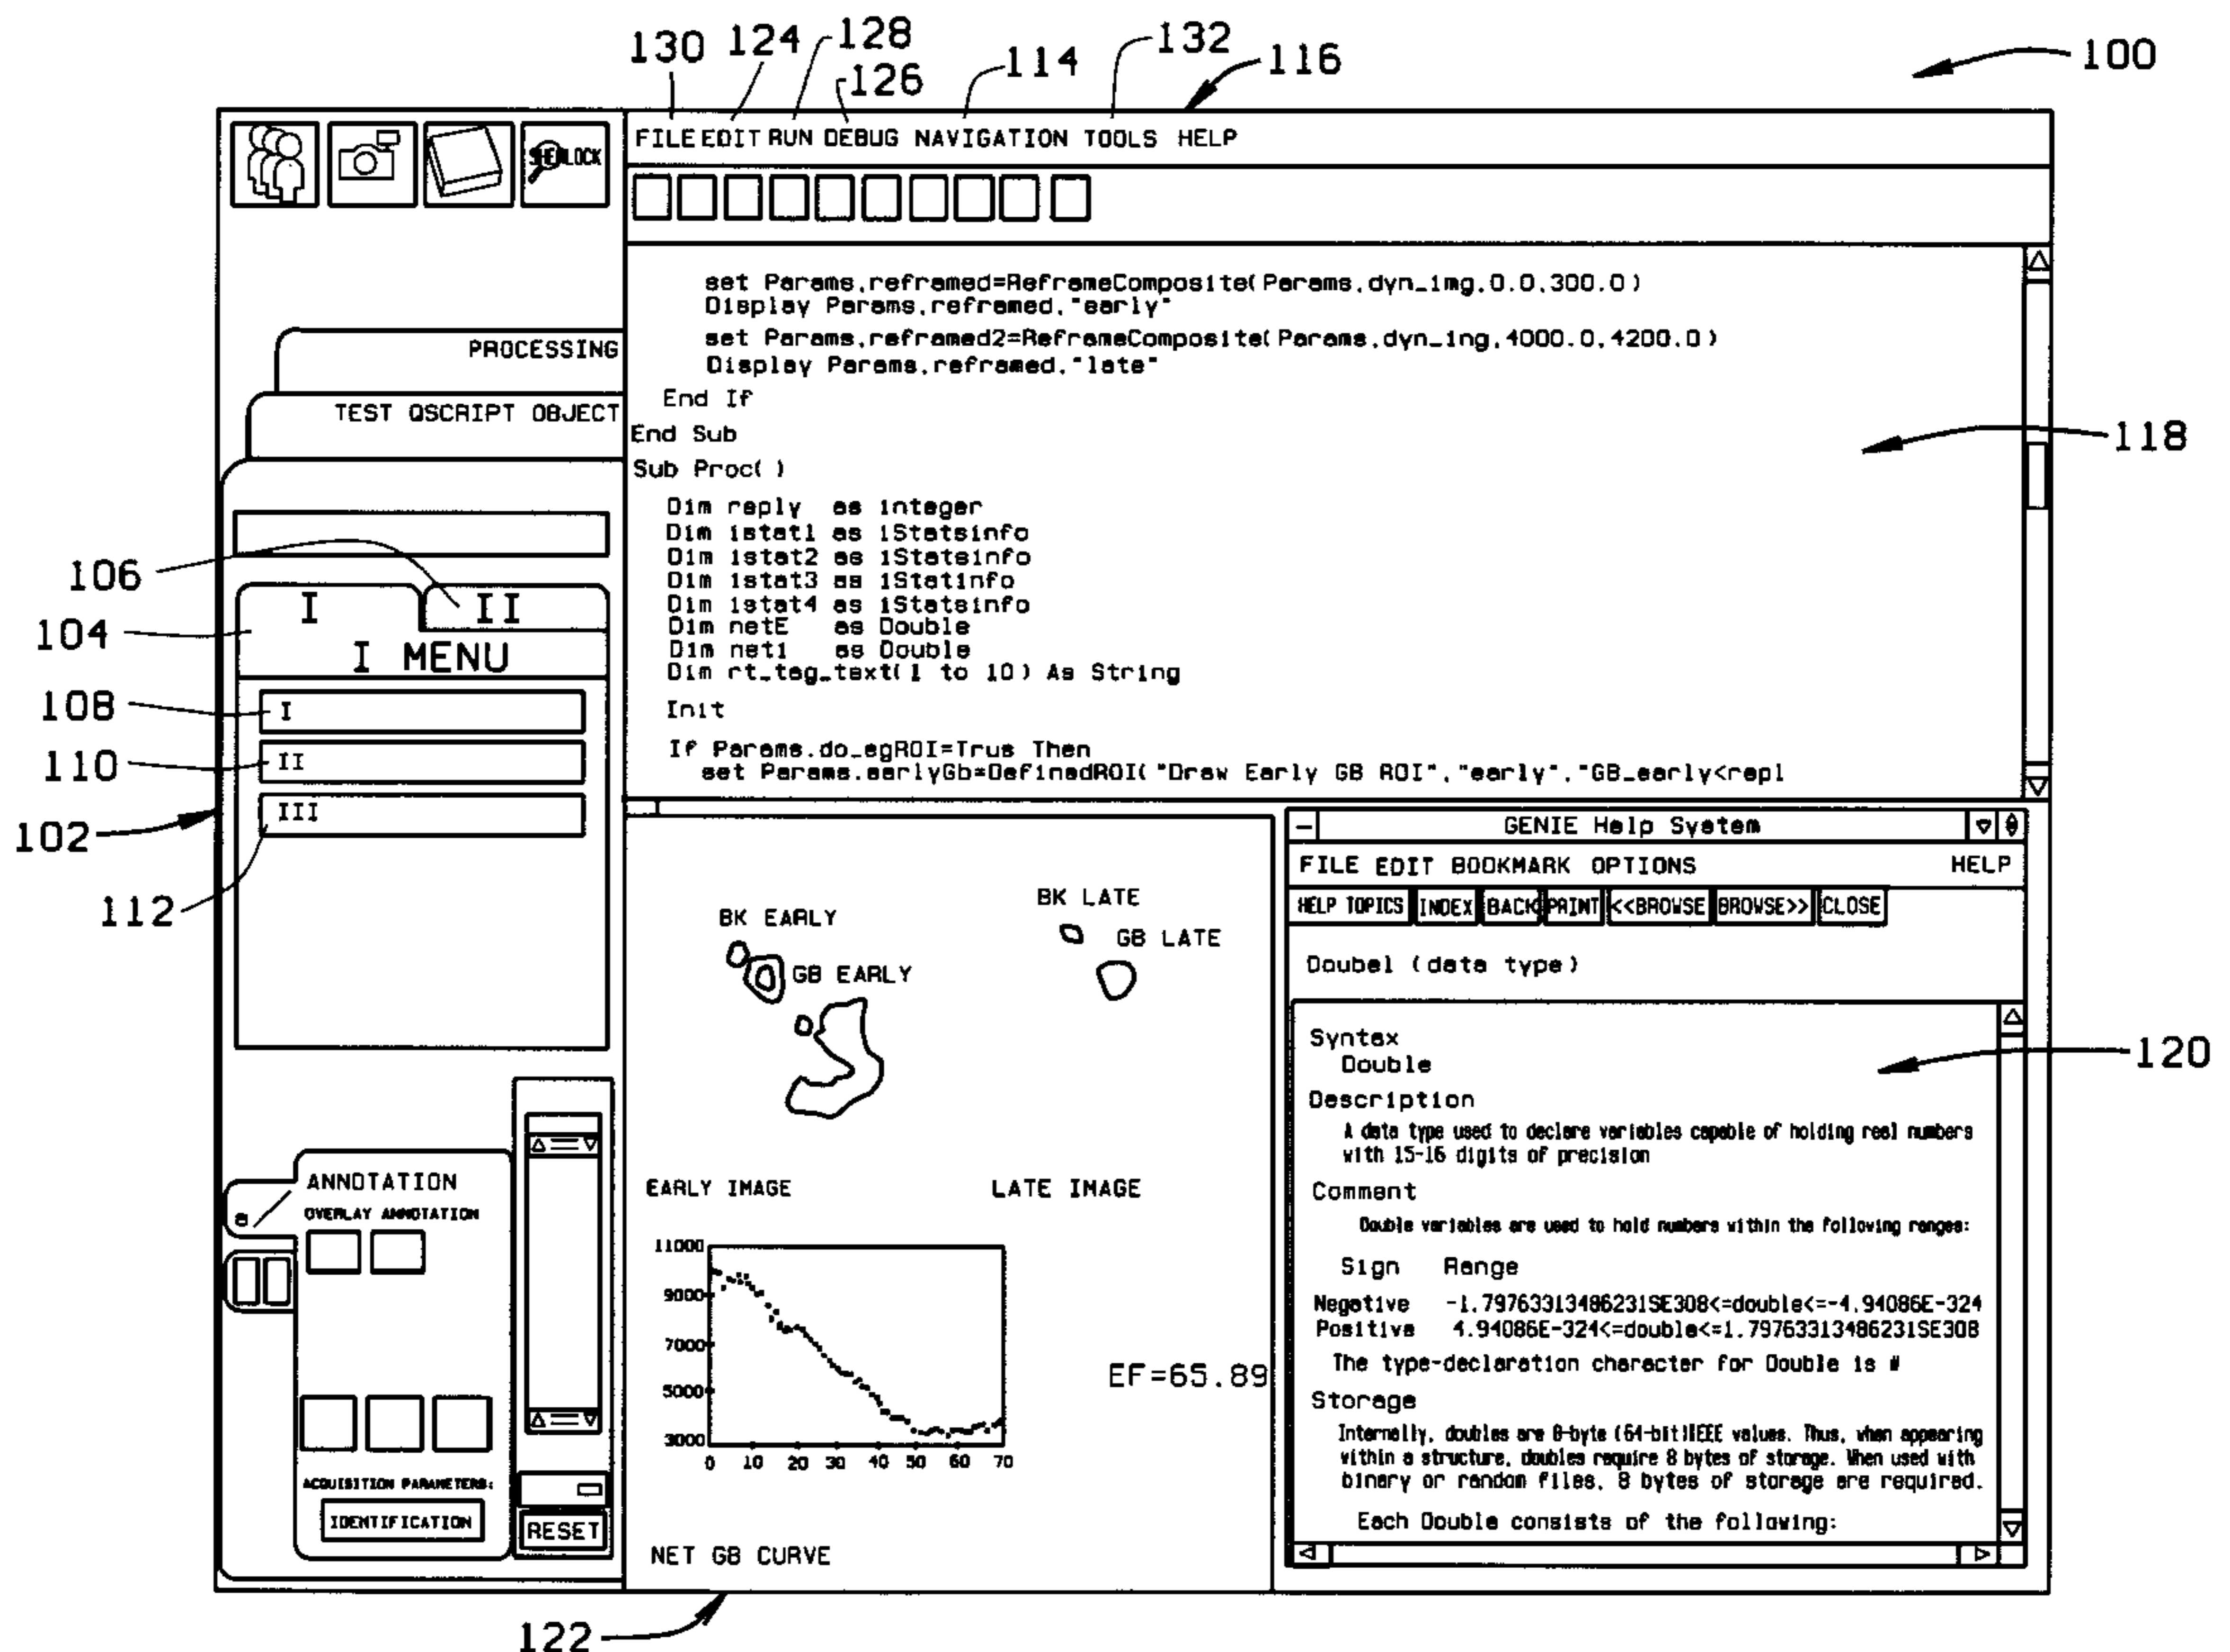 130 124 128 132
126 114 116 100
SHERLOCK
FILE EDIT RUN DEBUG NAVIGATION TOOLS HELP
set Params.reframed=ReframeComposite(Params.dyn_img,0.0,300.0)
Display Params.reframed,"early"
set Params.reframed2=ReframeComposite(Params.dyn_ing,4000.0,4200.0)
Display Params.reframed,"late"
End If
End Sub
Sub Proc()
Dim reply as integer
Dim istat1 as iStatsinfo
Dim istat2 as iStatsinfo
Dim istat3 as iStatinfo
Dim istat4 as iStatsinfo
Dim netE as Double
Dim netl as Double
Dim rt_tag_text(1 to 10) As String
Init
If Params.do_egROI=True Then
set Params.earlyGb=DefinedROI("Draw Early GB ROI","early","GB_early<repl
118
PROCESSING
TEST QSCRIPT OBJECT
106
104
I II
I MENU
108 I
110 II
102 III
112
ANNOTATION
a
OVERLAY ANNOTATION
ACQUISITION PARAMETERS:
IDENTIFICATION
RESET
BK EARLY
GB EARLY
BK LATE
GB LATE
EARLY IMAGE LATE IMAGE
11000
9000
7000
5000
3000
0 10 20 30 40 50 60 70
EF=65.89
NET GB CURVE
122
GENIE Help System
FILE EDIT BOOKMARK OPTIONS HELP
HELP TOPICS INDEX BACK PRINT <<BROWSE BROWSE>> CLOSE
Doubel (data type)
Syntax
Double
120
Description
A data type used to declare variables capable of holding real numbers
with 15-16 digits of precision
Comment
Double variables are used to hold numbers within the following ranges:
Sign Range
Negative -1.797633134862315E308<=double<=-4.94086E-324
Positive 4.94086E-324<=double<=1.797633134862315E308
The type-declaration character for Double is #
Storage
Internally, doubles are 8-byte (64-bit)IEEE values. Thus, when appearing
within a structure, doubles require 8 bytes of storage. When used with
binary or random files, 8 bytes of storage are required.
Each Double consists of the following: